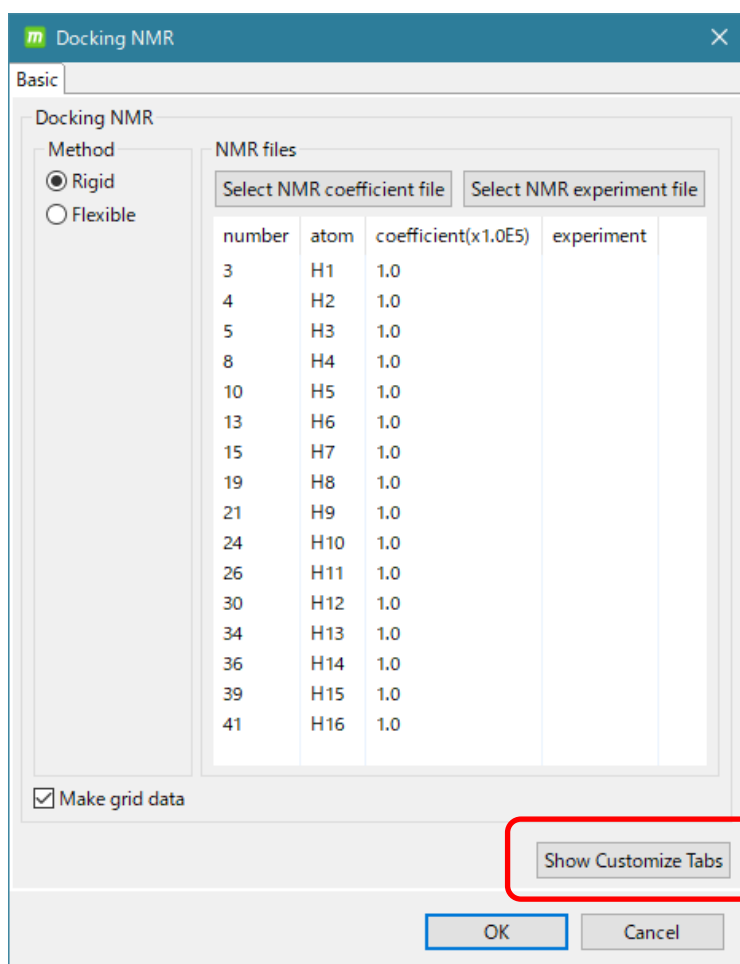 m Docking NMR
Basic
Docking NMR
Method
Rigid
Flexible
NMR files
Select NMR coefficient file Select NMR experiment file
number atom coefficient(x1.0E5) experiment
3 H1 1.0
4 H2 1.0
5 H3 1.0
8 H4 1.0
10 H5 1.0
13 H6 1.0
15 H7 1.0
19 H8 1.0
21 H9 1.0
24 H10 1.0
26 H11 1.0
30 H12 1.0
34 H13 1.0
36 H14 1.0
39 H15 1.0
41 H16 1.0
Make grid data
Show Customize Tabs
OK Cancel